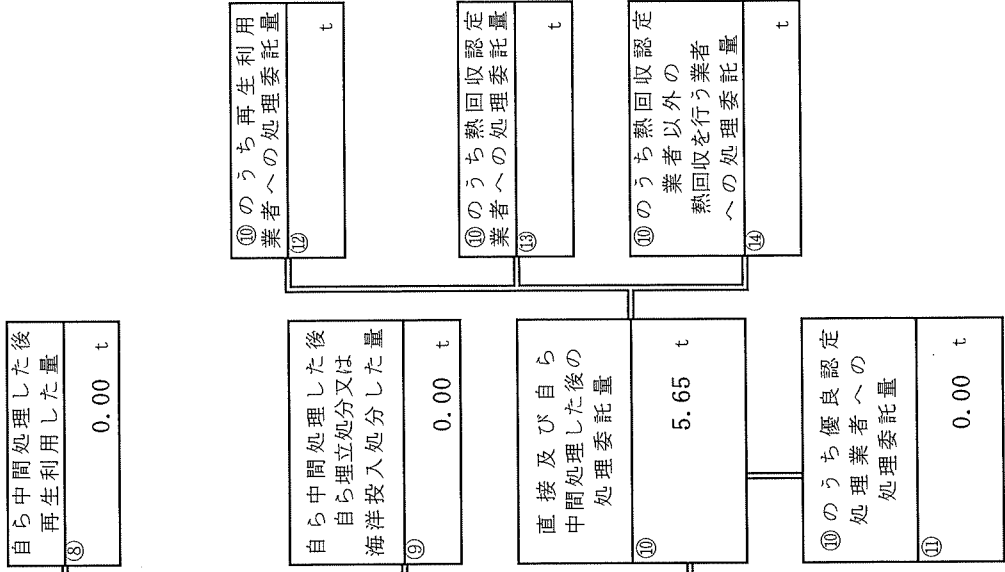 自ら中間処理した後
再生利用した量
⑧ 0.00 t
自ら中間処理した後
自ら埋立処分又は
海洋投入処分した量
⑨ 0.00 t
直接及び自ら
中間処理した後の
処理委託量
⑩ 5.65 t
⑩のうち優良認定
処理業者への
処理委託量
⑪ 0.00 t
⑩のうち再生利用
業者への処理委託量
⑫ t
⑩のうち熱回収認定
業者への処理委託量
⑬ t
⑩のうち熱回収認定
業者以外の
熱回収を行う業者
への処理委託量
⑭ t